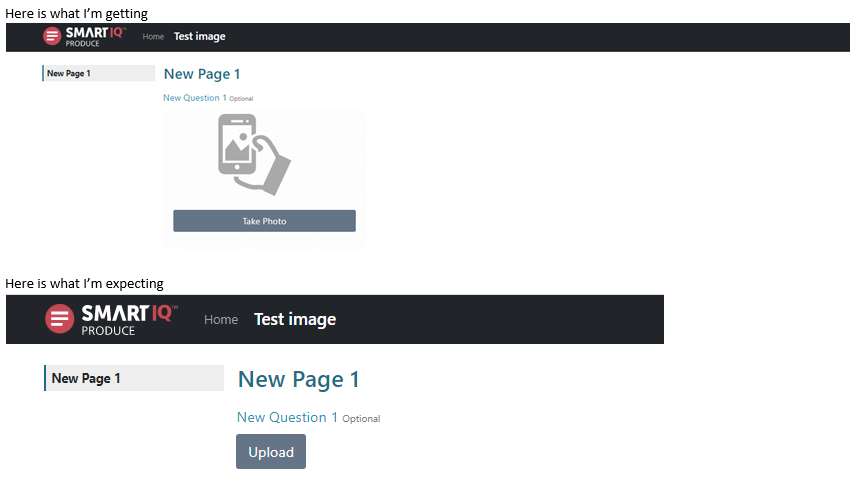 Here is what I’m getting
SMART IQ™ Home Test image
PRODUCE
New Page 1 New Page 1
New Question 1 Optional
Take Photo
Here is what I’m expecting
SMART IQ™ Home Test image
PRODUCE
New Page 1 New Page 1
New Question 1 Optional
Upload